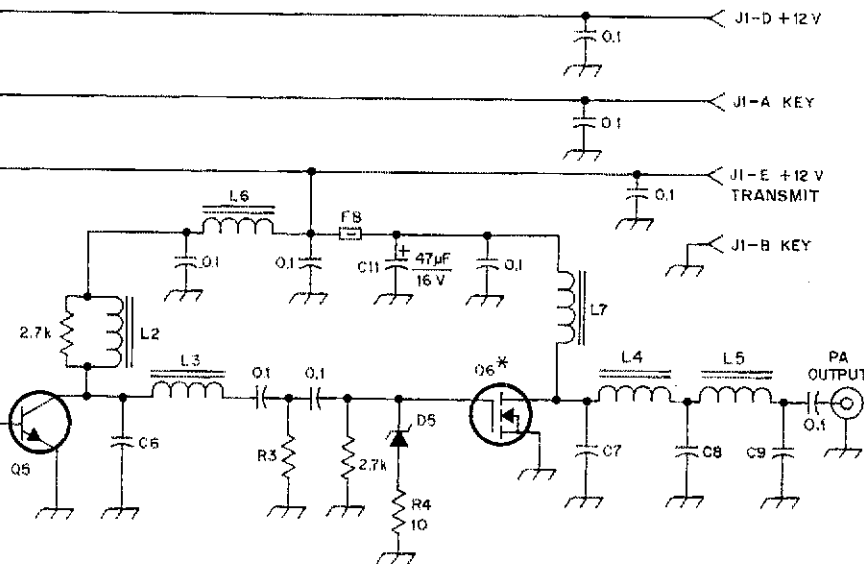 J1-D +12 V
0.1
J1-A KEY
0.1
J1-E +12 V
TRANSMIT
0.1
L6
FB
J1-B KEY
0.1
0.1
C11
+
47µF
16 V
0.1
L7
2.7k
L2
L3
0.1
0.1
Q6*
L4
L5
PA
OUTPUT
D5
0.1
Q5
C6
R3
2.7k
R4
10
C7
C8
C9